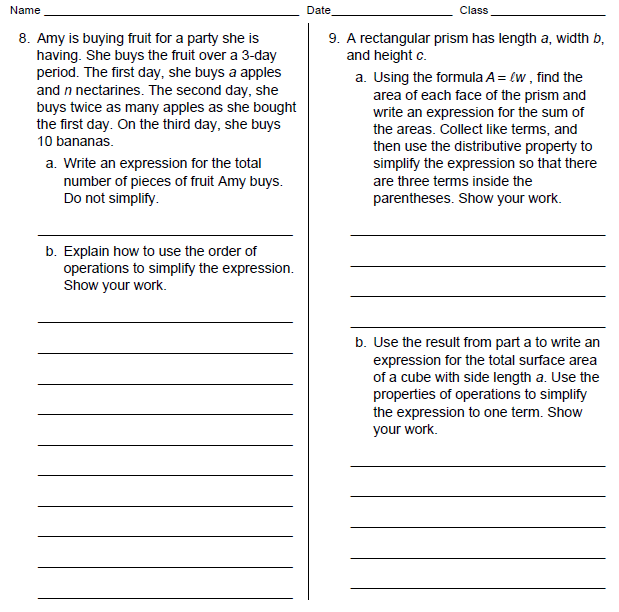 Name Date Class
8. Amy is buying fruit for a party she is
having. She buys the fruit over a 3-day
period. The first day, she buys a apples
and n nectarines. The second day, she
buys twice as many apples as she bought
the first day. On the third day, she buys
10 bananas.
a. Write an expression for the total
number of pieces of fruit Amy buys.
Do not simplify.
b. Explain how to use the order of
operations to simplify the expression.
Show your work.
9. A rectangular prism has length a, width b,
and height c.
a. Using the formula A = ℓw , find the
area of each face of the prism and
write an expression for the sum of
the areas. Collect like terms, and
then use the distributive property to
simplify the expression so that there
are three terms inside the
parentheses. Show your work.
b. Use the result from part a to write an
expression for the total surface area
of a cube with side length a. Use the
properties of operations to simplify
the expression to one term. Show
your work.